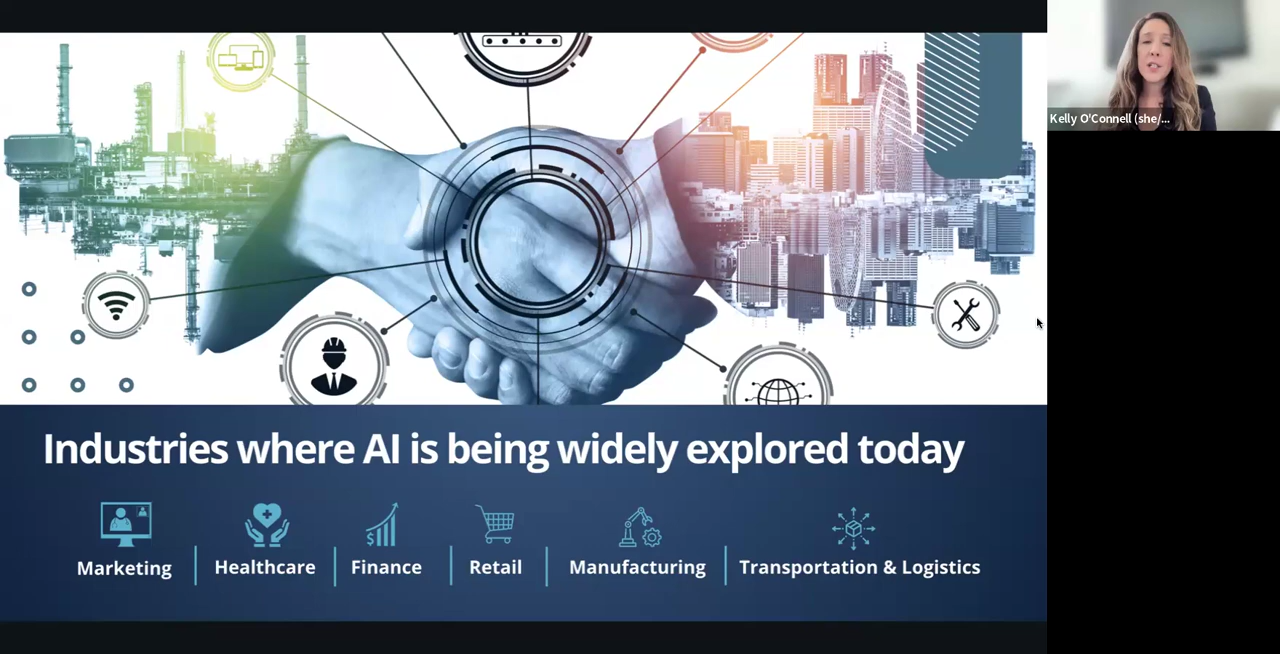 Kelly O'Connell (she/...
Industries where AI is being widely explored today
Marketing
Healthcare
Finance
Retail
Manufacturing
Transportation & Logistics